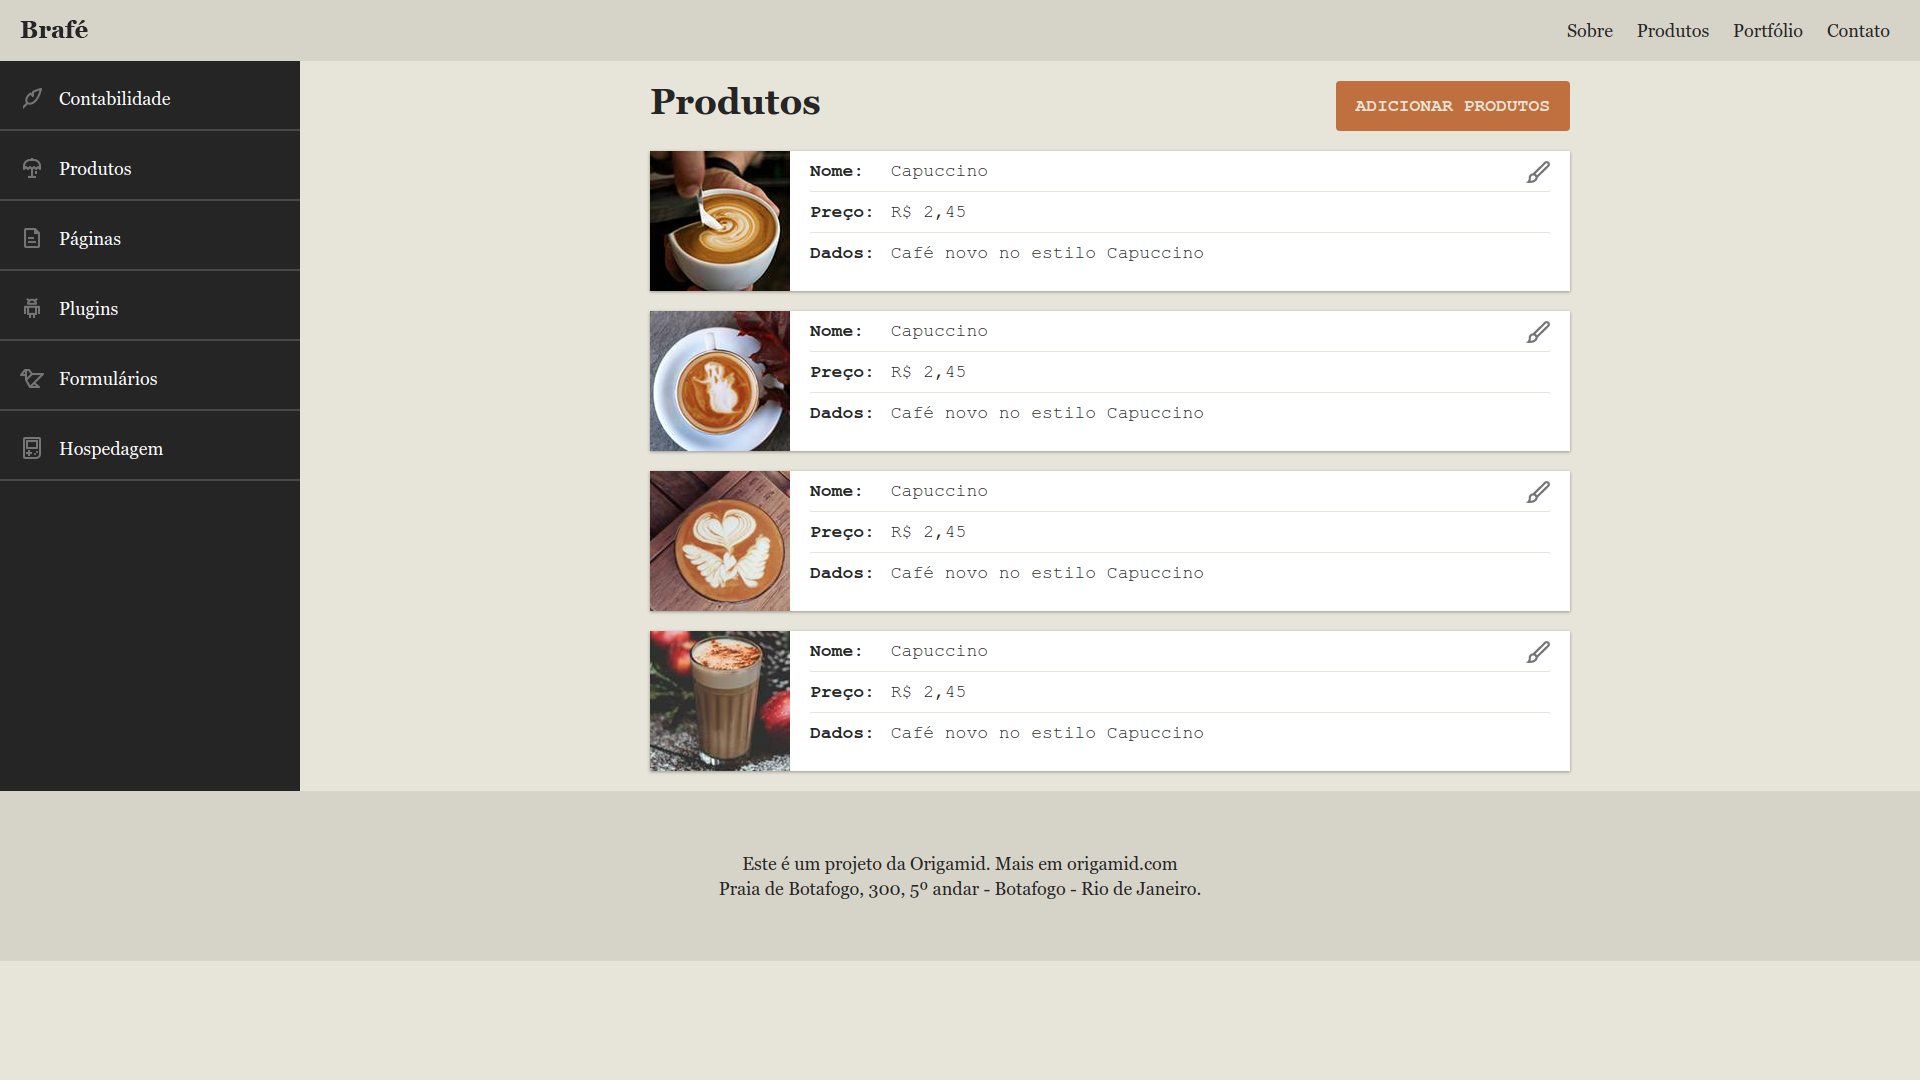 Brafé
Sobre Produtos Portfólio Contato
Contabilidade
Produtos
Páginas
Plugins
Formulários
Hospedagem
Produtos
ADICIONAR PRODUTOS
Nome: Capuccino
Preço: R$ 2,45
Dados: Café novo no estilo Capuccino
Nome: Capuccino
Preço: R$ 2,45
Dados: Café novo no estilo Capuccino
Nome: Capuccino
Preço: R$ 2,45
Dados: Café novo no estilo Capuccino
Nome: Capuccino
Preço: R$ 2,45
Dados: Café novo no estilo Capuccino
Este é um projeto da Origamid. Mais em origamid.com
Praia de Botafogo, 300, 5º andar - Botafogo - Rio de Janeiro.